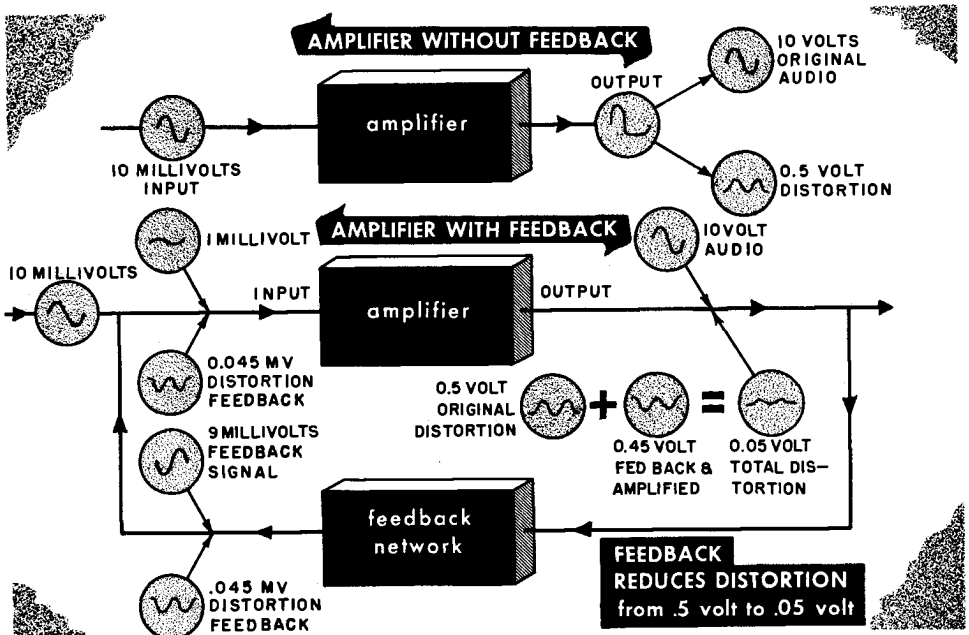 AMPLIFIER WITHOUT FEEDBACK
10 VOLTS
ORIGINAL
AUDIO
OUTPUT
amplifier
10 MILLIVOLTS
INPUT
0.5 VOLT
DISTORTION
1 MILLIVOLT
AMPLIFIER WITH FEEDBACK
10 VOLT
AUDIO
10 MILLIVOLTS
INPUT
amplifier
OUTPUT
0.045 MV
DISTORTION
FEEDBACK
0.5 VOLT
ORIGINAL
DISTORTION
+
=
0.45 VOLT
FED BACK &
AMPLIFIED
0.05 VOLT
TOTAL DIS-
TORTION
9 MILLIVOLTS
FEEDBACK
SIGNAL
feedback
network
.045 MV
DISTORTION
FEEDBACK
FEEDBACK
REDUCES DISTORTION
from .5 volt to .05 volt